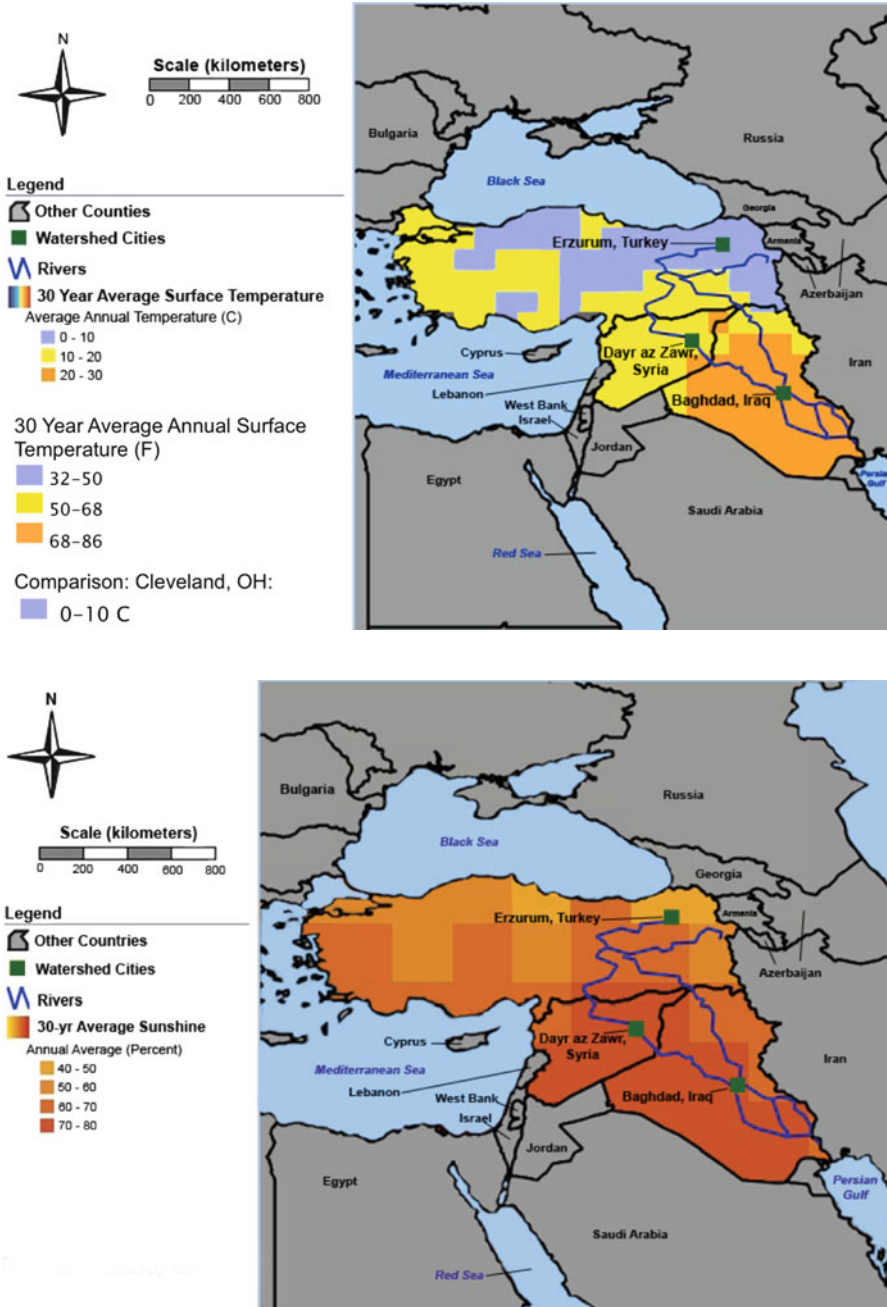 N
Scale (kilometers)
0 200 400 600 800
Legend
Other Counties
Watershed Cities
Rivers
30 Year Average Surface Temperature
Average Annual Temperature (C)
0 - 10
10 - 20
20 - 30
30 Year Average Annual Surface
Temperature (F)
32–50
50–68
68–86
Comparison: Cleveland, OH:
0–10 C
Bulgaria
Russia
Black Sea
Georgia
Erzurum, Turkey
Armenia
Azerbaijan
Cyprus
Dayr az Zawr,
Syria
Iran
Mediterranean Sea
Lebanon
Baghdad, Iraq
West Bank
Israel
Jordan
Egypt
Persian
Gulf
Saudi Arabia
Red Sea
N
Scale (kilometers)
0 200 400 600 800
Legend
Other Countries
Watershed Cities
Rivers
30-yr Average Sunshine
Annual Average (Percent)
40 - 50
50 - 60
60 - 70
70 - 80
Bulgaria
Russia
Black Sea
Georgia
Erzurum, Turkey
Armenia
Azerbaijan
Cyprus
Dayr az Zawr,
Syria
Iran
Mediterranean Sea
Lebanon
West Bank
Baghdad, Iraq
Israel
Jordan
Egypt
Persian
Gulf
Saudi Arabia
Red Sea